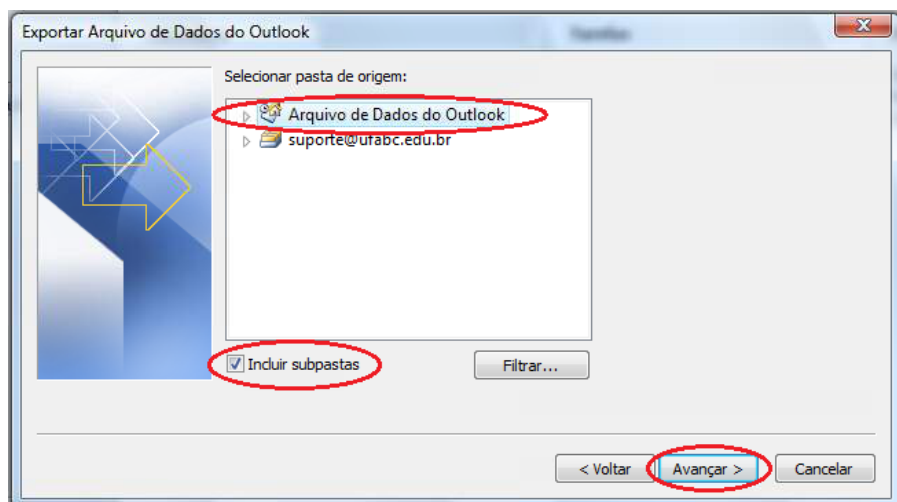 Exportar Arquivo de Dados do Outlook
Selecionar pasta de origem:
Arquivo de Dados do Outlook
suporte@ufabc.edu.br
Incluir subpastas
Filtrar...
< Voltar
Avançar >
Cancelar